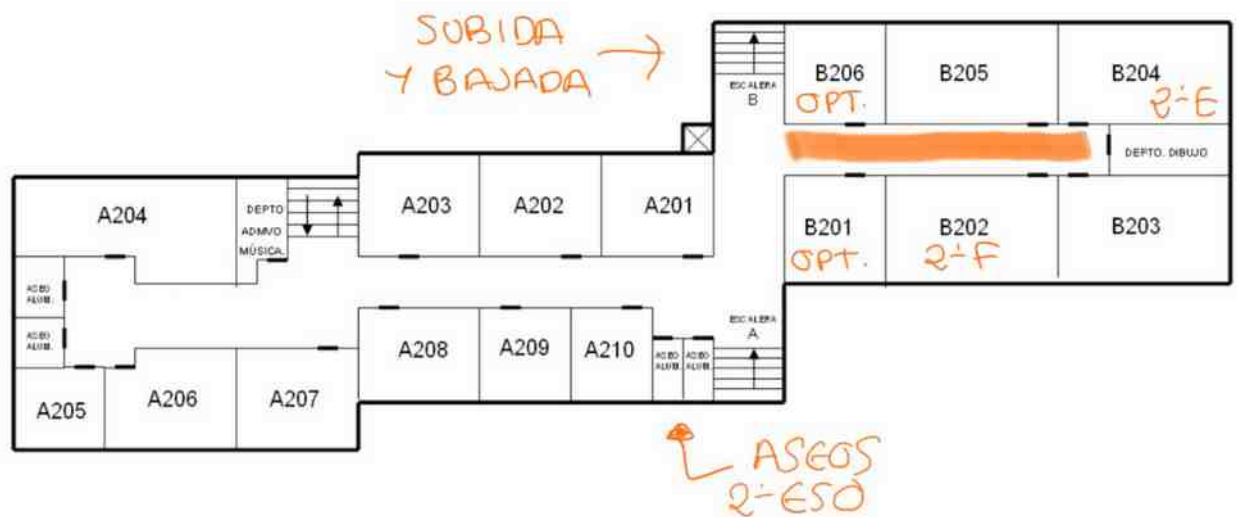 SUBIDA
Y BAJADA
ESCALERA
B
B206
OPT.
B205
B204
2º E
DEPTO. DIBUJO
A204
DEPTO
ADMVO
MÚSICA.
A203
A202
A201
B201
OPT.
B202
2º F
B203
ASEO
ALUM.
ASEO
ALUM.
ESCALERA
A
A205
A206
A207
A208
A209
A210
ASEO
ALUM.
ASEO
ALUM.
ASEOS
2º ESO